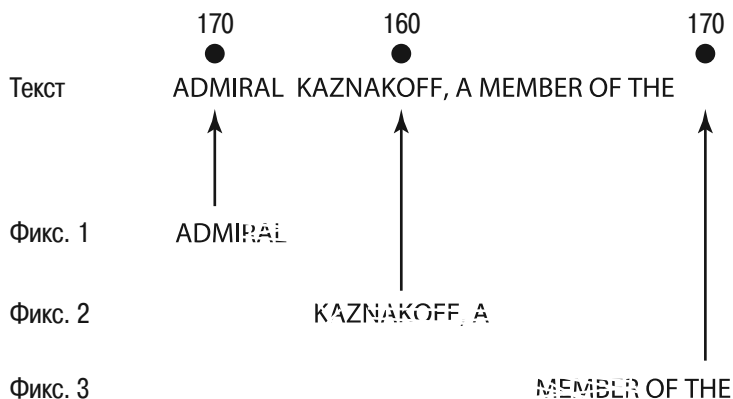 170 160 170
Текст ADMIRAL KAZNAKOFF, A MEMBER OF THE
Фикс. 1 ADMIRAL
Фикс. 2 KAZNAKOFF, A
Фикс. 3 MEMBER OF THE